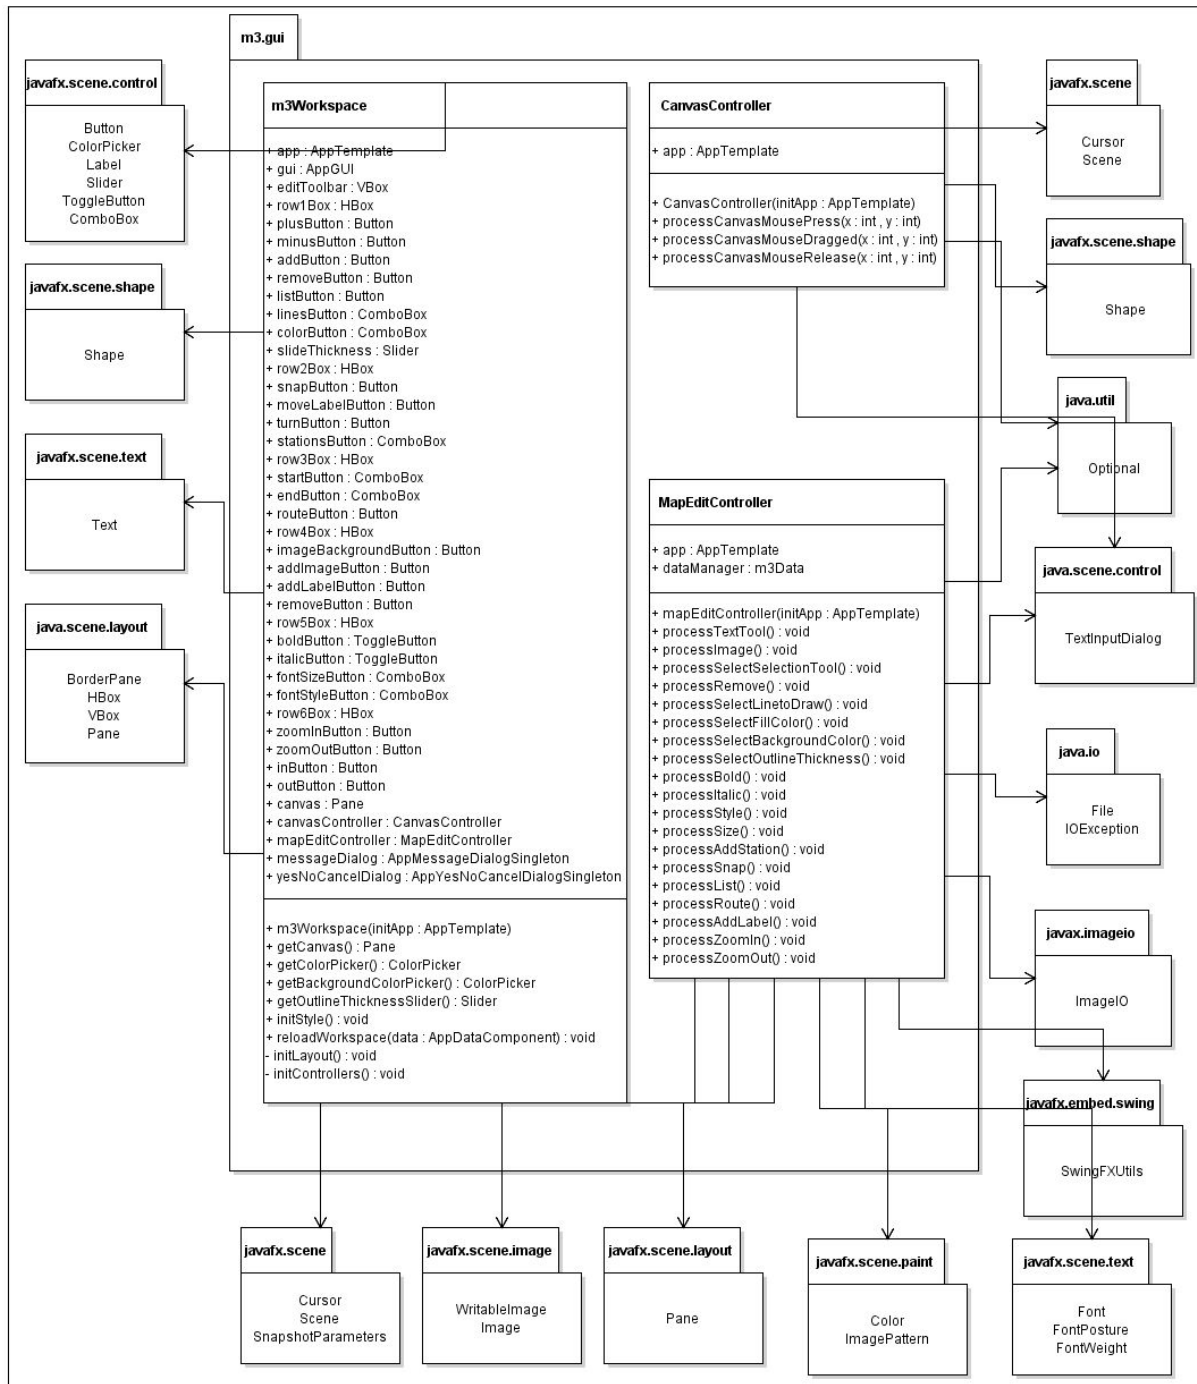 m3.gui
javafx.scene.control
Button
ColorPicker
Label
Slider
ToggleButton
ComboBox
javafx.scene.shape
Shape
javafx.scene.text
Text
java.scene.layout
BorderPane
HBox
VBox
Pane
m3Workspace
+ app : AppTemplate
+ gui : AppGUI
+ editToolbar : VBox
+ row1Box : HBox
+ plusButton : Button
+ minusButton : Button
+ addButton : Button
+ removeButton : Button
+ listButton : Button
+ linesButton : ComboBox
+ colorButton : ComboBox
+ slideThickness : Slider
+ row2Box : HBox
+ snapButton : Button
+ moveLabelButton : Button
+ turnButton : Button
+ stationsButton : ComboBox
+ row3Box : HBox
+ startButton : ComboBox
+ endButton : ComboBox
+ routeButton : Button
+ row4Box : HBox
+ imageBackgroundButton : Button
+ addImageButton : Button
+ addLabelButton : Button
+ removeButton : Button
+ row5Box : HBox
+ boldButton : ToggleButton
+ italicButton : ToggleButton
+ fontSizeButton : ComboBox
+ fontStyleButton : ComboBox
+ row6Box : HBox
+ zoomInButton : Button
+ zoomOutButton : Button
+ inButton : Button
+ outButton : Button
+ canvas : Pane
+ canvasController : CanvasController
+ mapEditController : MapEditController
+ messageDialog : AppMessageDialogSingleton
+ yesNoCancelDialog : AppYesNoCancelDialogSingleton
+ m3Workspace(initApp : AppTemplate)
+ getCanvas() : Pane
+ getColorPicker() : ColorPicker
+ getBackgroundColorPicker() : ColorPicker
+ getOutlineThicknessSlider() : Slider
+ initStyle() : void
+ reloadWorkspace(data : AppDataComponent) : void
- initLayout() : void
- initControllers() : void
CanvasController
+ app : AppTemplate
+ CanvasController(initApp : AppTemplate)
+ processCanvasMousePress(x : int , y : int)
+ processCanvasMouseDragged(x : int , y : int)
+ processCanvasMouseRelease(x : int , y : int)
MapEditController
+ app : AppTemplate
+ dataManager : m3Data
+ mapEditController(initApp : AppTemplate)
+ processTextTool() : void
+ processImage() : void
+ processSelectSelectionTool() : void
+ processRemove() : void
+ processSelectLinetoDraw() : void
+ processSelectFillColor() : void
+ processSelectBackgroundColor() : void
+ processSelectOutlineThickness() : void
+ processBold() : void
+ processItalic() : void
+ processStyle() : void
+ processSize() : void
+ processAddStation() : void
+ processSnap() : void
+ processList() : void
+ processRoute() : void
+ processAddLabel() : void
+ processZoomIn() : void
+ processZoomOut() : void
javafx.scene
Cursor
Scene
javafx.scene.shape
Shape
java.util
Optional
java.scene.control
TextInputDialog
java.io
File
IOException
javax.imageio
ImageIO
javafx.embed.swing
SwingFXUtils
javafx.scene
Cursor
Scene
SnapshotParameters
javafx.scene.image
WritableImage
Image
javafx.scene.layout
Pane
javafx.scene.paint
Color
ImagePattern
javafx.scene.text
Font
FontPosture
FontWeight